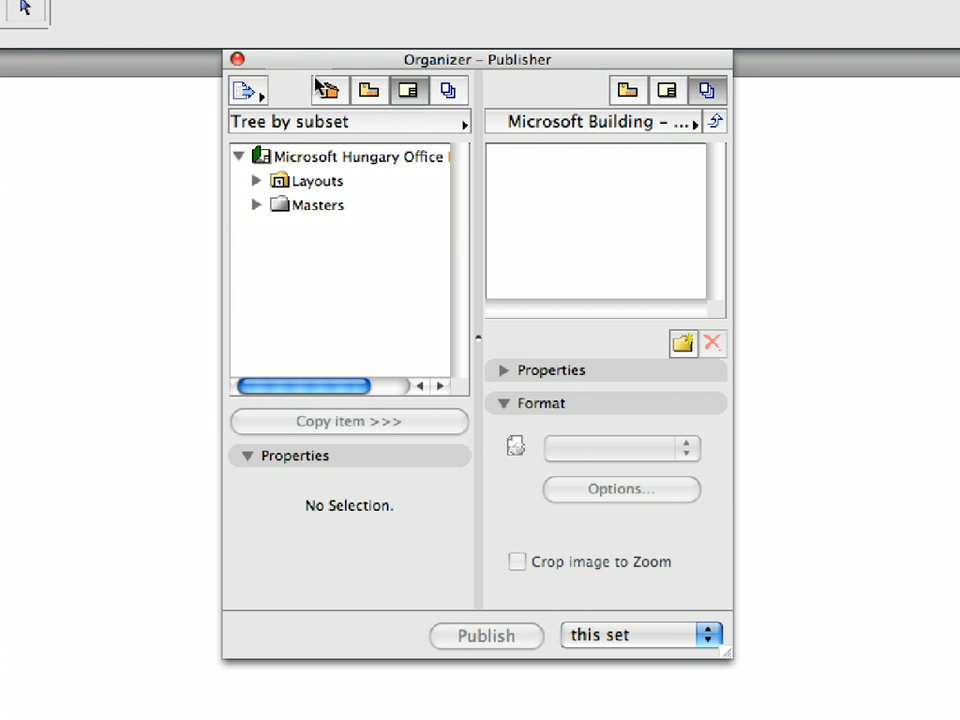 Organizer - Publisher
Tree by subset
Microsoft Building - ...
Microsoft Hungary Office
Layouts
Masters
Copy item >>>
Properties
No Selection.
Properties
Format
Options...
Crop image to Zoom
Publish
this set